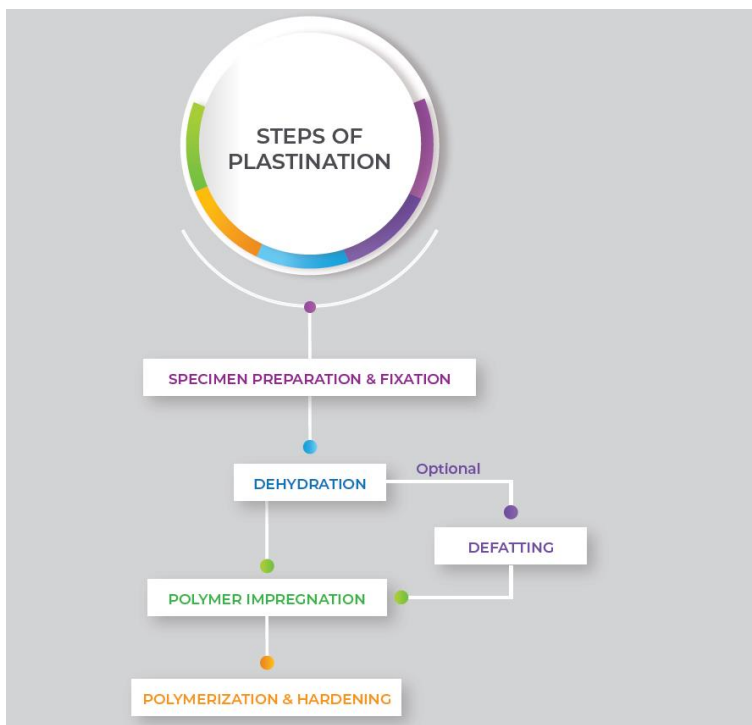 STEPS OF
PLASTINATION
SPECIMEN PREPARATION & FIXATION
DEHYDRATION
Optional
DEFATTING
POLYMER IMPREGNATION
POLYMERIZATION & HARDENING